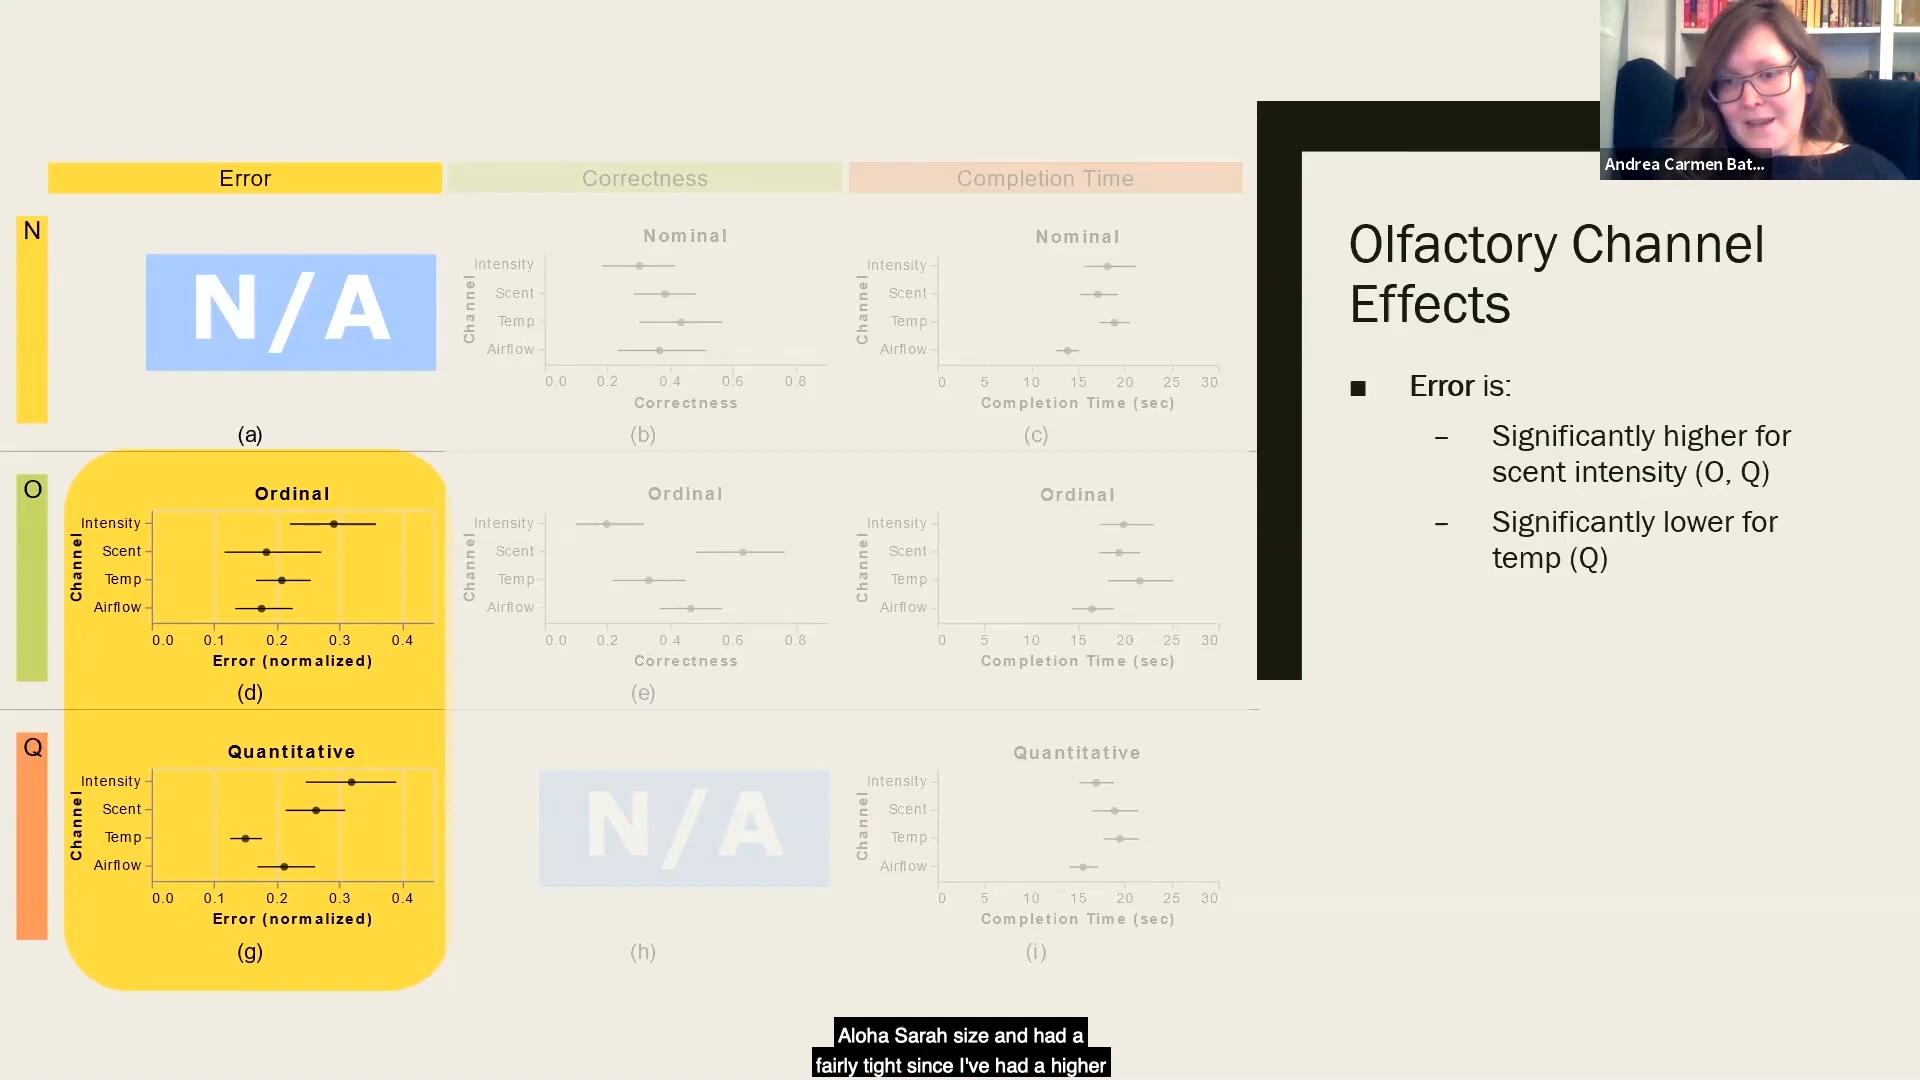 Andrea Carmen Bat...
Error
Correctness
Completion Time
N
N/A
(a)
Nominal
Channel
Intensity
Scent
Temp
Airflow
0.0 0.2 0.4 0.6 0.8
Correctness
(b)
Nominal
Channel
Intensity
Scent
Temp
Airflow
0 5 10 15 20 25 30
Completion Time (sec)
(c)
O
Ordinal
Channel
Intensity
Scent
Temp
Airflow
0.0 0.1 0.2 0.3 0.4
Error (normalized)
(d)
Ordinal
Channel
Intensity
Scent
Temp
Airflow
0.0 0.2 0.4 0.6 0.8
Correctness
(e)
Ordinal
Channel
Intensity
Scent
Temp
Airflow
0 5 10 15 20 25 30
Completion Time (sec)
Q
Quantitative
Channel
Intensity
Scent
Temp
Airflow
0.0 0.1 0.2 0.3 0.4
Error (normalized)
(g)
N/A
(h)
Quantitative
Channel
Intensity
Scent
Temp
Airflow
0 5 10 15 20 25 30
Completion Time (sec)
(i)
Olfactory Channel
Effects
■ Error is:
– Significantly higher for
scent intensity (O, Q)
– Significantly lower for
temp (Q)
Aloha Sarah size and had a
fairly tight since I've had a higher